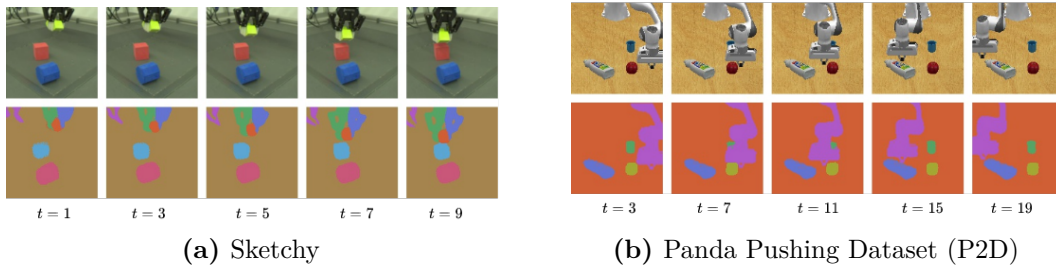 t = 1 t = 3 t = 5 t = 7 t = 9
(a) Sketchy
t = 3 t = 7 t = 11 t = 15 t = 19
(b) Panda Pushing Dataset (P2D)